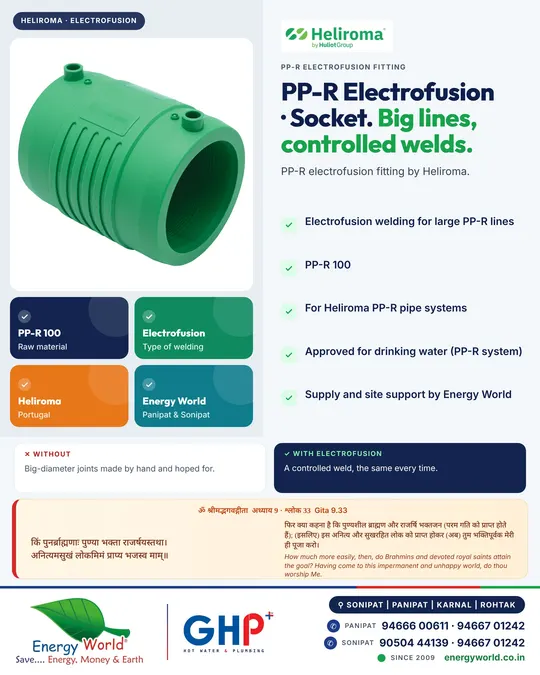 HELIROMA · ELECTROFUSION
Heliroma
by HulietGroup
PP-R ELECTROFUSION FITTING
PP-R Electrofusion
· Socket. Big lines,
controlled welds.
PP-R electrofusion fitting by Heliroma.
Electrofusion welding for large PP-R lines
PP-R 100
For Heliroma PP-R pipe systems
Approved for drinking water (PP-R system)
Supply and site support by Energy World
PP-R 100
Raw material
Electrofusion
Type of welding
Heliroma
Portugal
Energy World
Panipat & Sonipat
✕ WITHOUT
Big-diameter joints made by hand and hoped for.
✓ WITH ELECTROFUSION
A controlled weld, the same every time.
ॐ श्रीमद्भगवद्गीता अध्याय 9 · श्लोक 33 Gita 9.33
किं पुनर्ब्राह्मणाः पुण्या भक्ता राजर्षयस्तथा।
अनित्यमसुखं लोकमिमं प्राप्य भजस्व माम्॥
फिर क्या कहना है कि पुण्यशील ब्राह्मण और राजर्षि भक्तजन (परम गति को प्राप्त होते
हैं); (इसलिए) इस अनित्य और सुखरहित लोक को प्राप्त होकर (अब) तुम भक्तिपूर्वक मेरी
ही पूजा करो।
How much more easily, then, do Brahmins and devoted royal saints attain
the goal? Having come to this impermanent and unhappy world, do thou
worship Me.
Energy World®
Save.... Energy, Money & Earth
GHP+
HOT WATER & PLUMBING
SONIPAT | PANIPAT | KARNAL | ROHTAK
PANIPAT 94666 00611 · 94667 01242
SONIPAT 90504 44139 · 94667 01242
SINCE 2009 energyworld.co.in